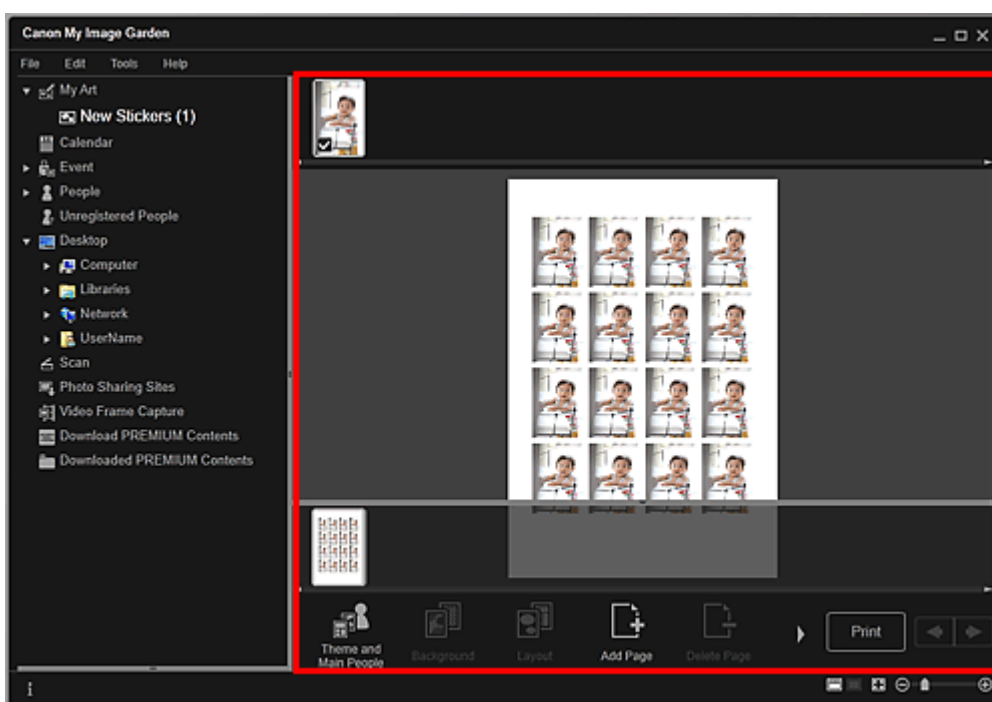 Canon My Image Garden
File Edit Tools Help
My Art
New Stickers (1)
Calendar
Event
People
Unregistered People
Desktop
Computer
Libraries
Network
UserName
Scan
Photo Sharing Sites
Video Frame Capture
Download PREMIUM Contents
Downloaded PREMIUM Contents
Theme and
Main People
Background
Layout
Add Page
Delete Page
Print